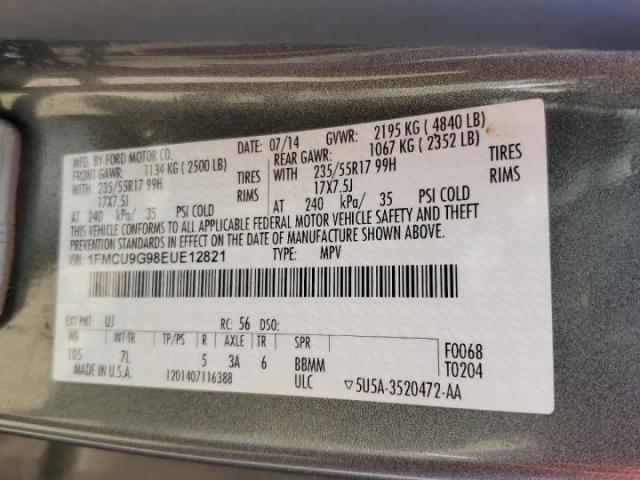 MFD. BY FORD MOTOR CO.
DATE: 07/14 GVWR: 2195 KG ( 4840 LB)
FRONT GAWR: 1134 KG ( 2500 LB) REAR GAWR: 1067 KG ( 2352 LB)
WITH 235/55R17 99H TIRES WITH 235/55R17 99H TIRES
17X7.5J RIMS 17X7.5J RIMS
AT 240 kPa/ 35 PSI COLD AT 240 kPa/ 35 PSI COLD
THIS VEHICLE CONFORMS TO ALL APPLICABLE FEDERAL MOTOR VEHICLE SAFETY AND THEFT
PREVENTION STANDARDS IN EFFECT ON THE DATE OF MANUFACTURE SHOWN ABOVE.
VIN: 1FMCU9G98EUE12821 TYPE: MPV
EXT PNT: UJ RC: 56 DSO:
WB INT TR TP/PS R AXLE TR SPR
105 7L 5 3A 6 BBMM F0068
MADE IN U.S.A. 1201407116388 ULC T0204
▽5U5A-3520472-AA